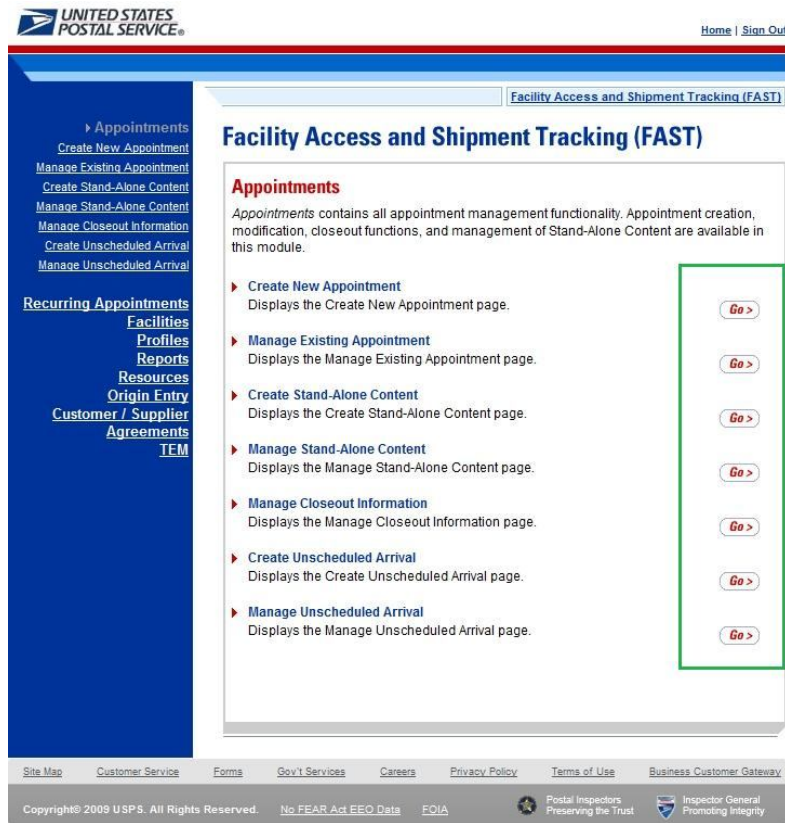 UNITED STATES
POSTAL SERVICE®
Home | Sign Out
Facility Access and Shipment Tracking (FAST)
Appointments
Create New Appointment
Manage Existing Appointment
Create Stand-Alone Content
Manage Stand-Alone Content
Manage Closeout Information
Create Unscheduled Arrival
Manage Unscheduled Arrival
Recurring Appointments
Facilities
Profiles
Reports
Resources
Origin Entry
Customer / Supplier
Agreements
TEM
Facility Access and Shipment Tracking (FAST)
Appointments
Appointments contains all appointment management functionality. Appointment creation,
modification, closeout functions, and management of Stand-Alone Content are available in
this module.
Create New Appointment
Displays the Create New Appointment page.
Go >
Manage Existing Appointment
Displays the Manage Existing Appointment page.
Go >
Create Stand-Alone Content
Displays the Create Stand-Alone Content page.
Go >
Manage Stand-Alone Content
Displays the Manage Stand-Alone Content page.
Go >
Manage Closeout Information
Displays the Manage Closeout Information page.
Go >
Create Unscheduled Arrival
Displays the Create Unscheduled Arrival page.
Go >
Manage Unscheduled Arrival
Displays the Manage Unscheduled Arrival page.
Go >
Site Map Customer Service Forms Gov't Services Careers Privacy Policy Terms of Use Business Customer Gateway
Copyright© 2009 USPS. All Rights Reserved. No FEAR Act EEO Data FOIA
Postal Inspectors
Preserving the Trust
Inspector General
Promoting Integrity